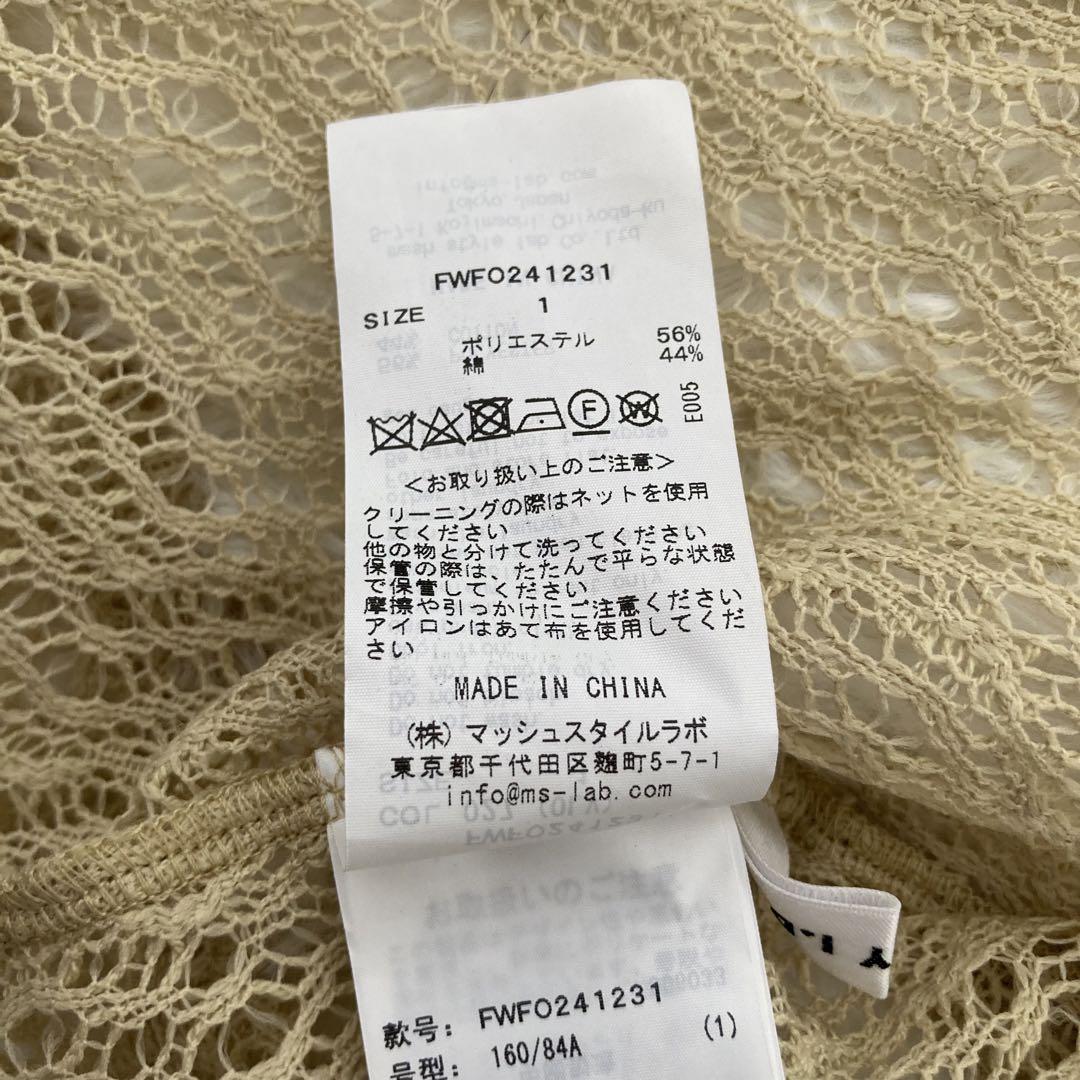 FWFO241231
SIZE 1
ポリエステル 56%
綿 44%
E005
F
W
<お取り扱い上のご注意>
クリーニングの際はネットを使用
してください
他の物と分けて洗ってください
保管の際は、たたんで平らな状態
で保管してください
摩擦や引っかけにご注意ください
アイロンはあて布を使用してくだ
さい
MADE IN CHINA
(株)マッシュスタイルラボ
東京都千代田区麹町5-7-1
info@ms-lab.com
款号: FWFO241231
号型: 160/84A (1)